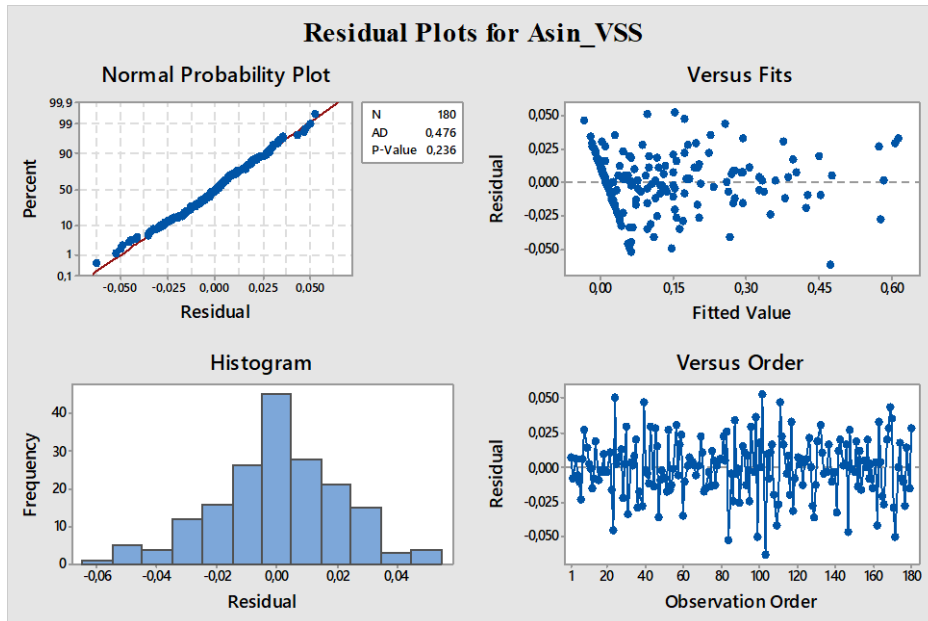 Residual Plots for Asin_VSS
Normal Probability Plot
99,9
99
90
50
10
1
0,1
Percent
-0,050 -0,025 0,000 0,025 0,050
Residual
N 180
AD 0,476
P-Value 0,236
Versus Fits
0,050
0,025
0,000
-0,025
-0,050
Residual
0,00 0,15 0,30 0,45 0,60
Fitted Value
Histogram
40
30
20
10
0
Frequency
-0,06 -0,04 -0,02 0,00 0,02 0,04
Residual
Versus Order
0,050
0,025
0,000
-0,025
-0,050
Residual
1 20 40 60 80 100 120 140 160 180
Observation Order